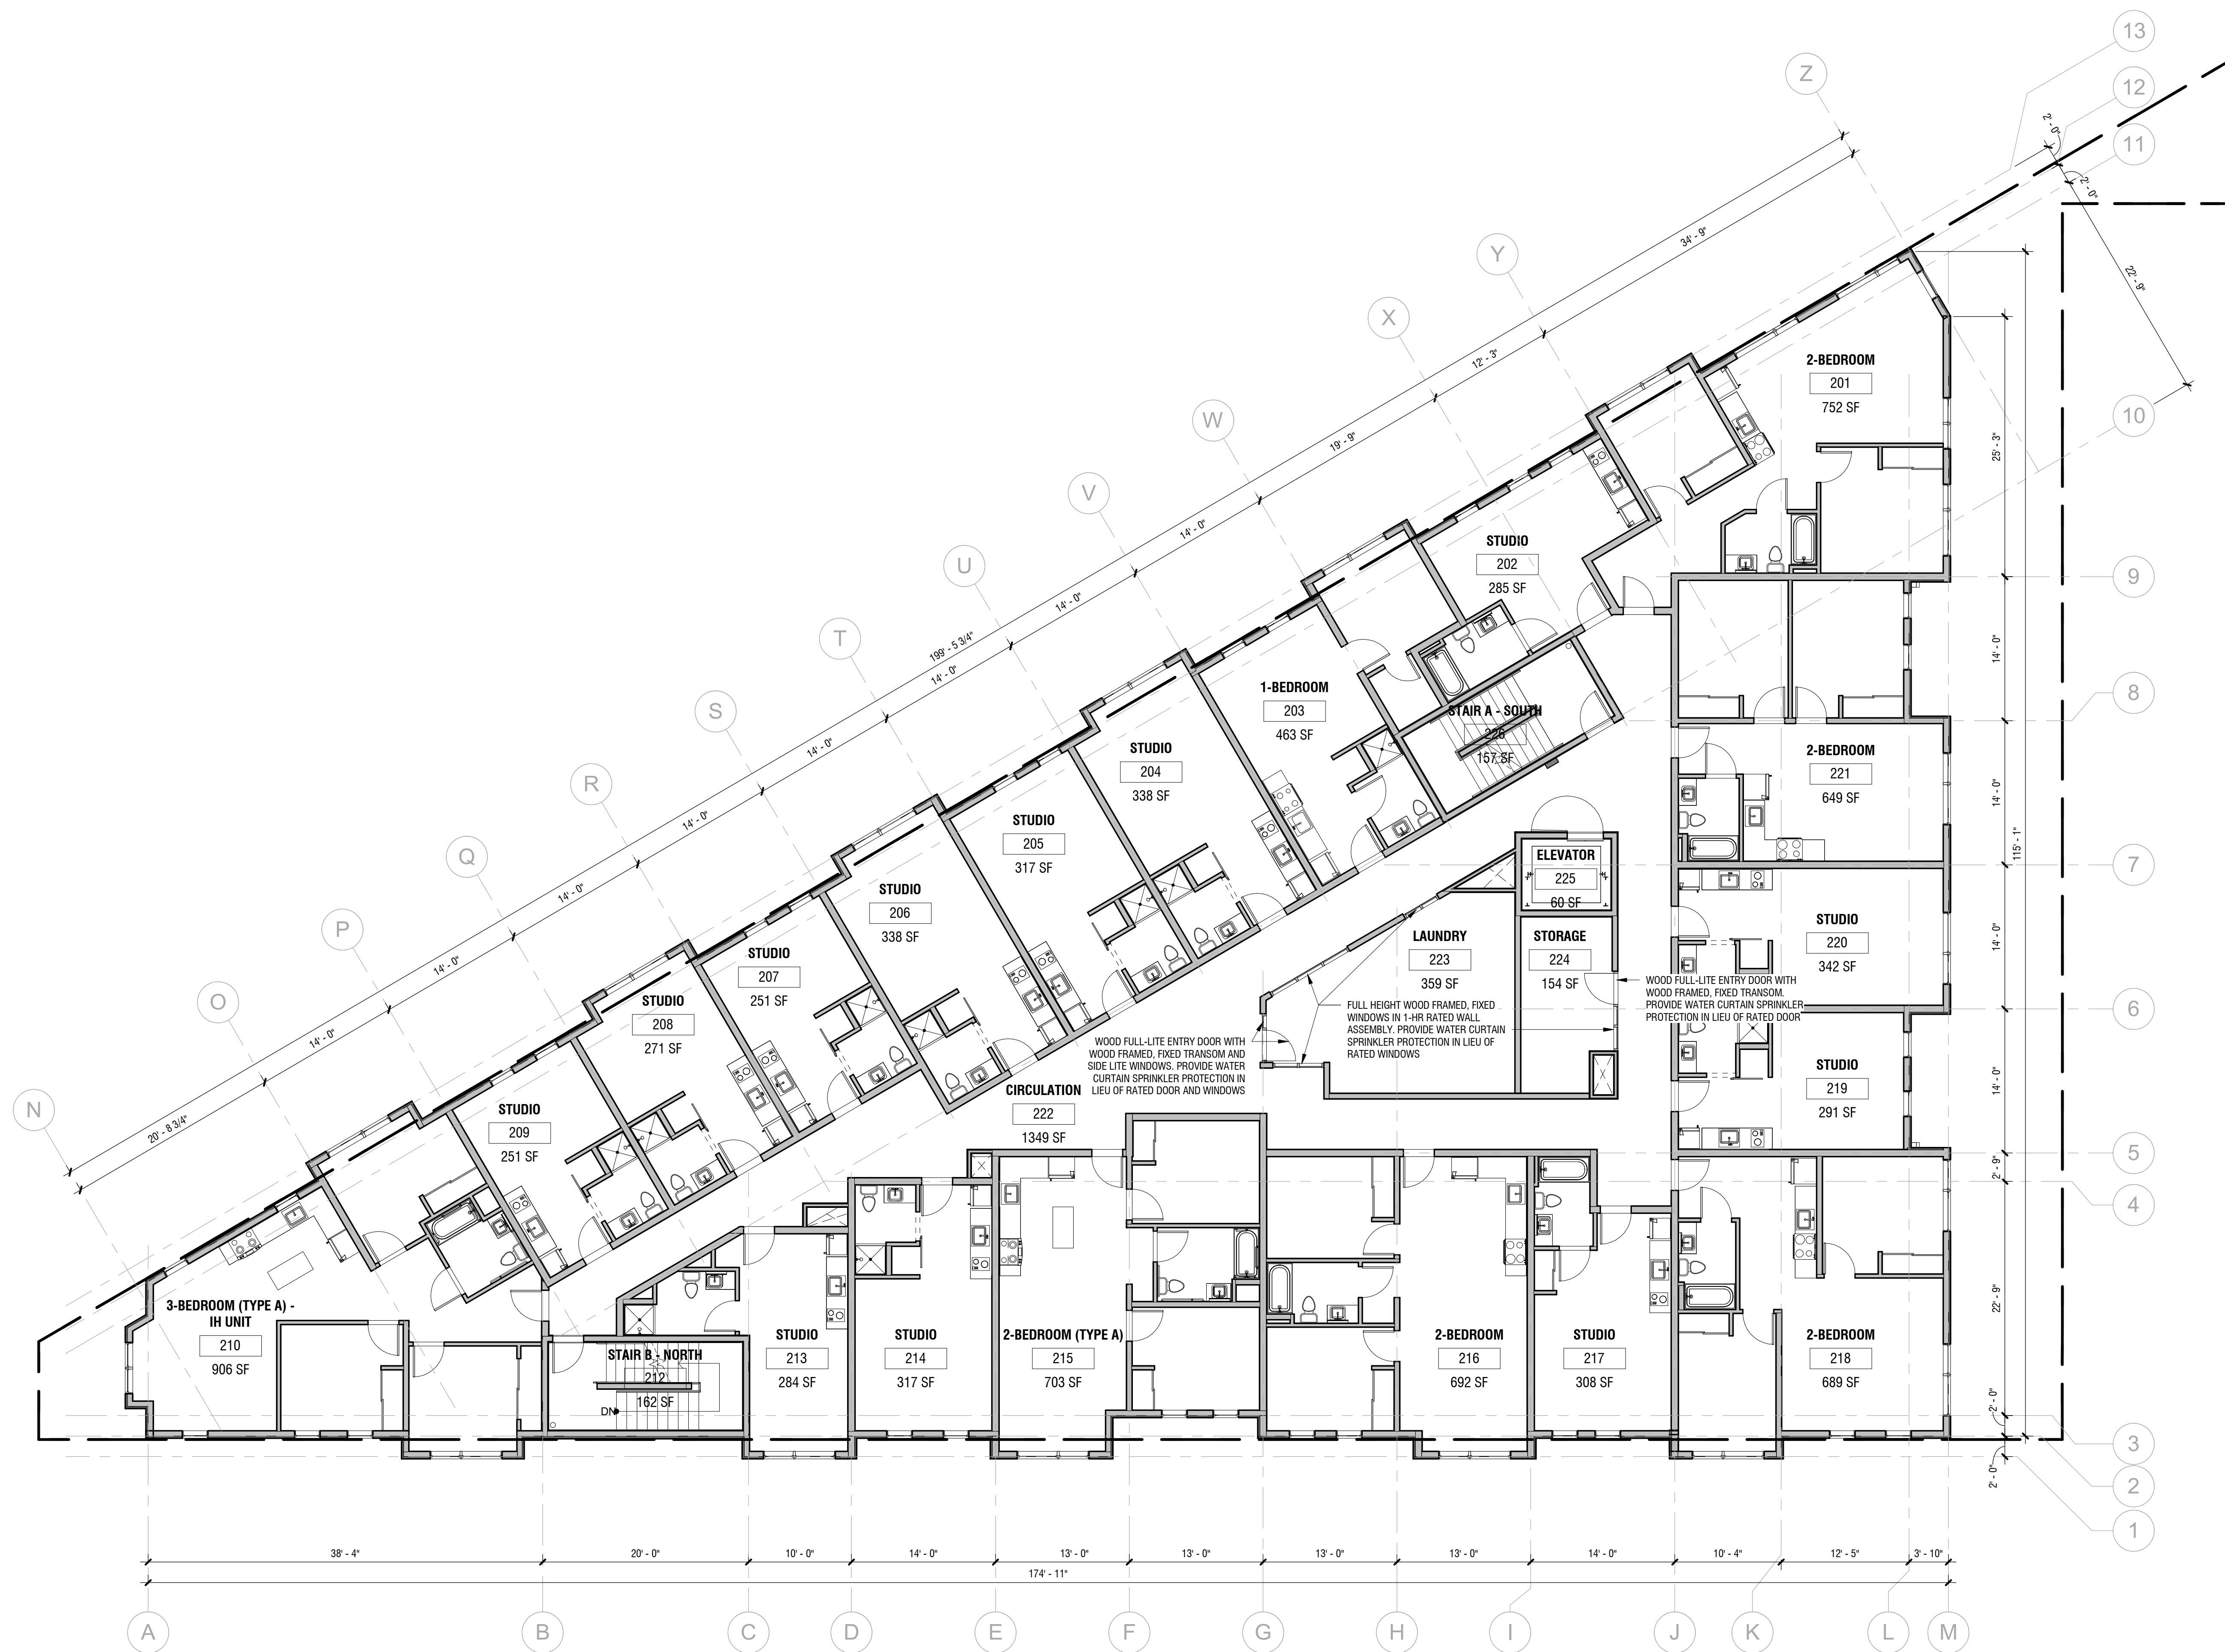 13
12
11
Z
2' - 0"
2' - 0"
22' - 9"
10
34' - 9"
Y
X
12' - 3"
W
19' - 9"
V
14' - 0"
U
14' - 0"
199' - 5 3/4"
T
14' - 0"
S
14' - 0"
R
14' - 0"
Q
14' - 0"
P
14' - 0"
O
14' - 0"
N
20' - 8 3/4"
2-BEDROOM
201
752 SF
STUDIO
202
285 SF
1-BEDROOM
203
463 SF
STAIR A - SOUTH
226
157 SF
STUDIO
204
338 SF
STUDIO
205
317 SF
STUDIO
206
338 SF
STUDIO
207
251 SF
STUDIO
208
271 SF
STUDIO
209
251 SF
3-BEDROOM (TYPE A) -
IH UNIT
210
906 SF
STAIR B - NORTH
212
162 SF
DN
STUDIO
213
284 SF
STUDIO
214
317 SF
2-BEDROOM (TYPE A)
215
703 SF
2-BEDROOM
216
692 SF
STUDIO
217
308 SF
2-BEDROOM
218
689 SF
STUDIO
219
291 SF
STUDIO
220
342 SF
2-BEDROOM
221
649 SF
CIRCULATION
222
1349 SF
LAUNDRY
223
359 SF
STORAGE
224
154 SF
ELEVATOR
225
60 SF
WOOD FULL-LITE ENTRY DOOR WITH
WOOD FRAMED, FIXED TRANSOM AND
SIDE LITE WINDOWS. PROVIDE WATER
CURTAIN SPRINKLER PROTECTION IN
LIEU OF RATED DOOR AND WINDOWS
FULL HEIGHT WOOD FRAMED, FIXED
WINDOWS IN 1-HR RATED WALL
ASSEMBLY. PROVIDE WATER CURTAIN
SPRINKLER PROTECTION IN LIEU OF
RATED WINDOWS
WOOD FULL-LITE ENTRY DOOR WITH
WOOD FRAMED, FIXED TRANSOM.
PROVIDE WATER CURTAIN SPRINKLER
PROTECTION IN LIEU OF RATED DOOR
25' - 3"
14' - 0"
14' - 0"
115' - 1"
14' - 0"
14' - 0"
2' - 9"
22' - 9"
2' - 0"
2' - 0"
9
8
7
6
5
4
3
2
1
38' - 4"
20' - 0"
10' - 0"
14' - 0"
13' - 0"
13' - 0"
13' - 0"
13' - 0"
14' - 0"
10' - 4"
12' - 5"
3' - 10"
174' - 11"
A
B
C
D
E
F
G
H
I
J
K
L
M